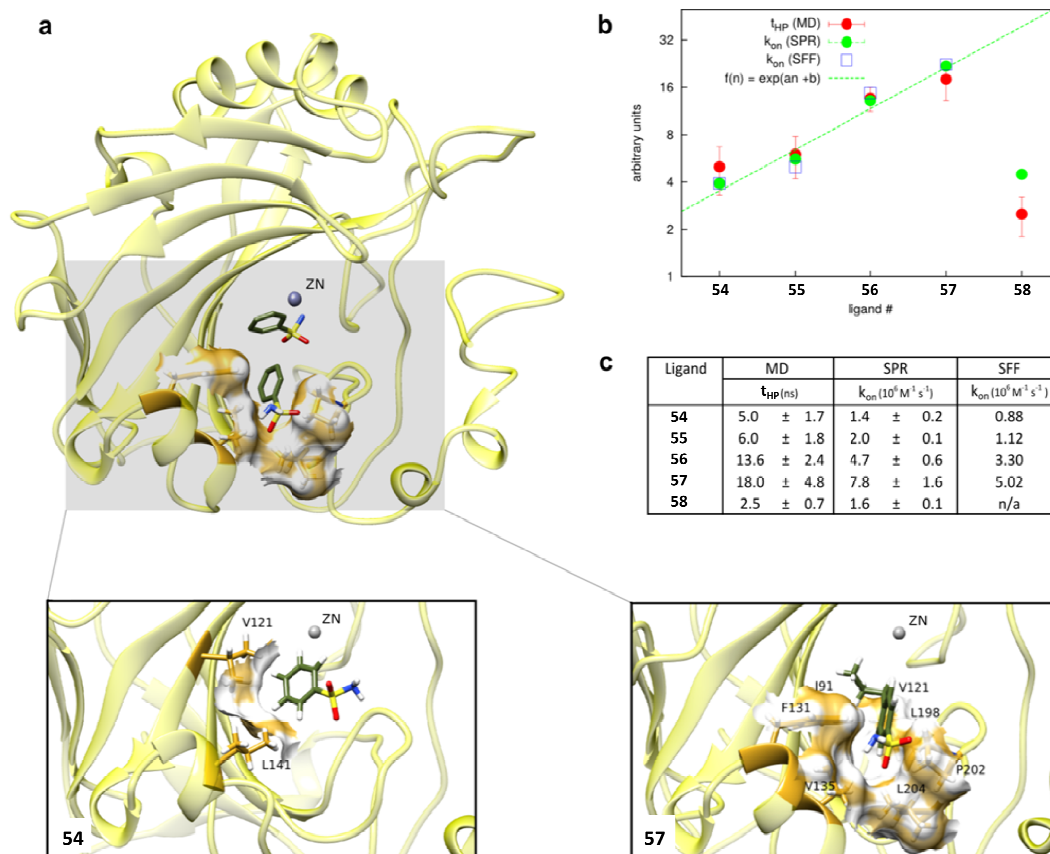 a
ZN
b
t_HP (MD)
k_on (SPR)
k_on (SFF)
f(n) = exp(an +b)
arbitrary units
32
16
8
4
2
1
54 55 56 57 58
ligand #
c
Ligand MD SPR SFF
t_HP (ns) k_on (10⁶ M⁻¹ s⁻¹) k_on (10⁶ M⁻¹ s⁻¹)
54 5.0 ± 1.7 1.4 ± 0.2 0.88
55 6.0 ± 1.8 2.0 ± 0.1 1.12
56 13.6 ± 2.4 4.7 ± 0.6 3.30
57 18.0 ± 4.8 7.8 ± 1.6 5.02
58 2.5 ± 0.7 1.6 ± 0.1 n/a
V121
ZN
L141
54
ZN
I91
V121
F131
L198
P202
V135
L204
57